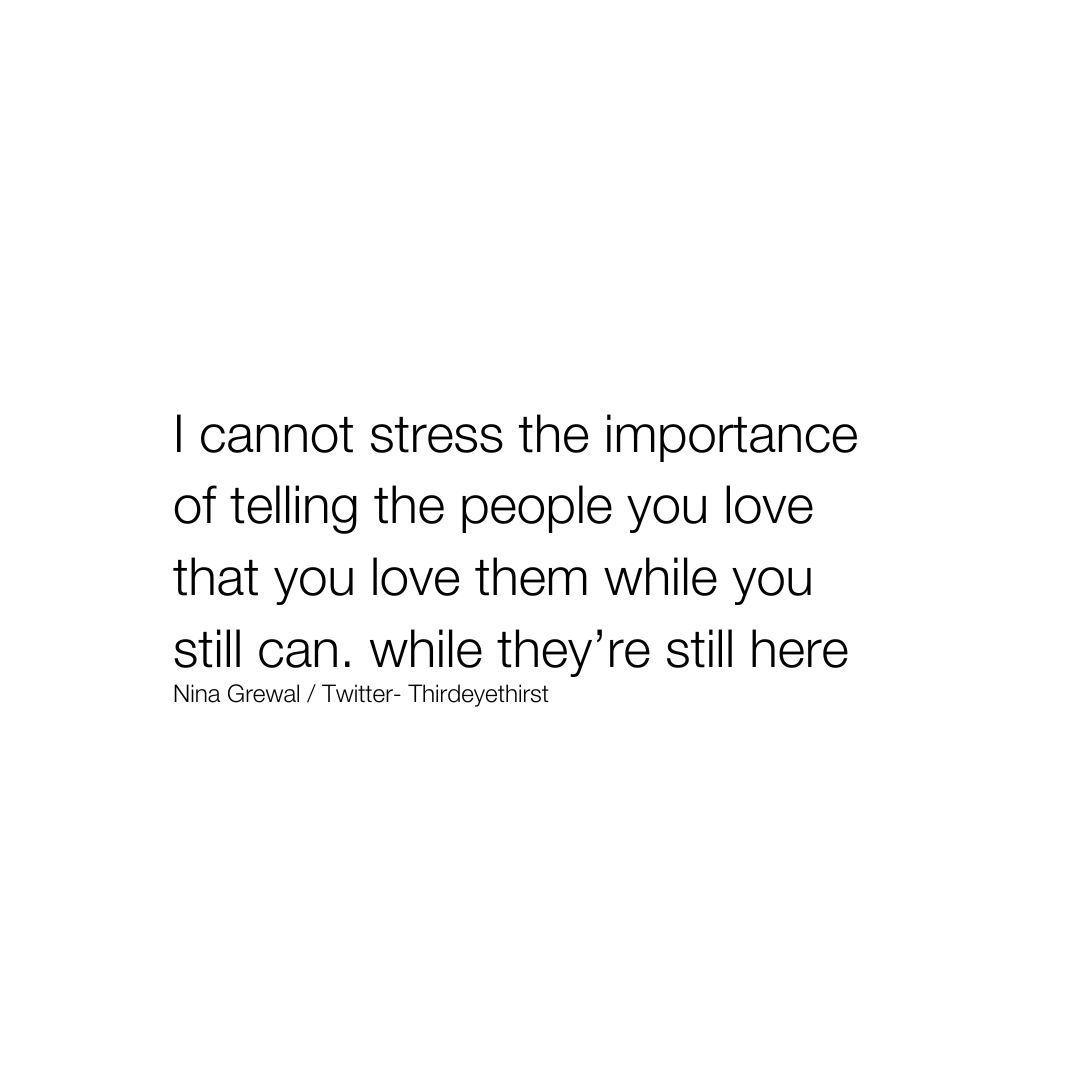 I cannot stress the importance
of telling the people you love
that you love them while you
still can. while they’re still here
Nina Grewal / Twitter- Thirdeyethirst